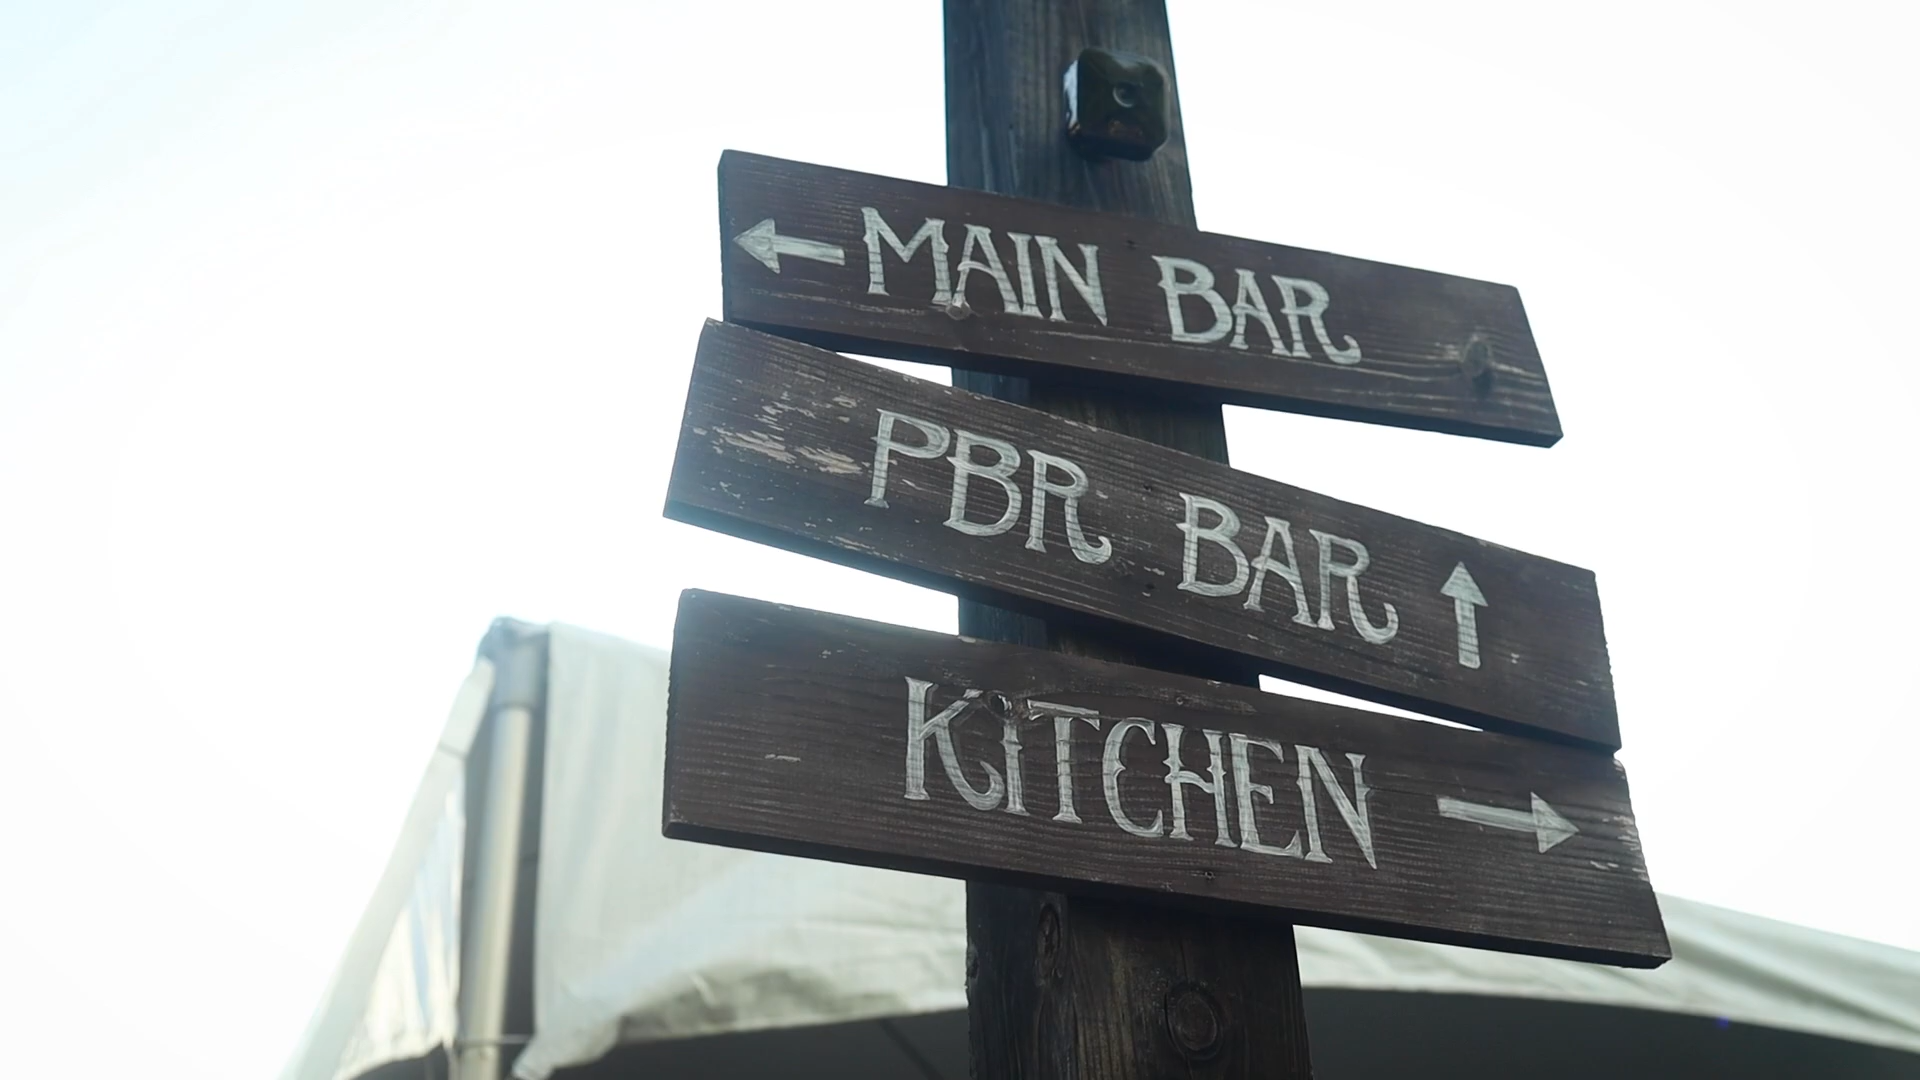 ← MAIN BAR
PBR BAR ↑
KITCHEN →